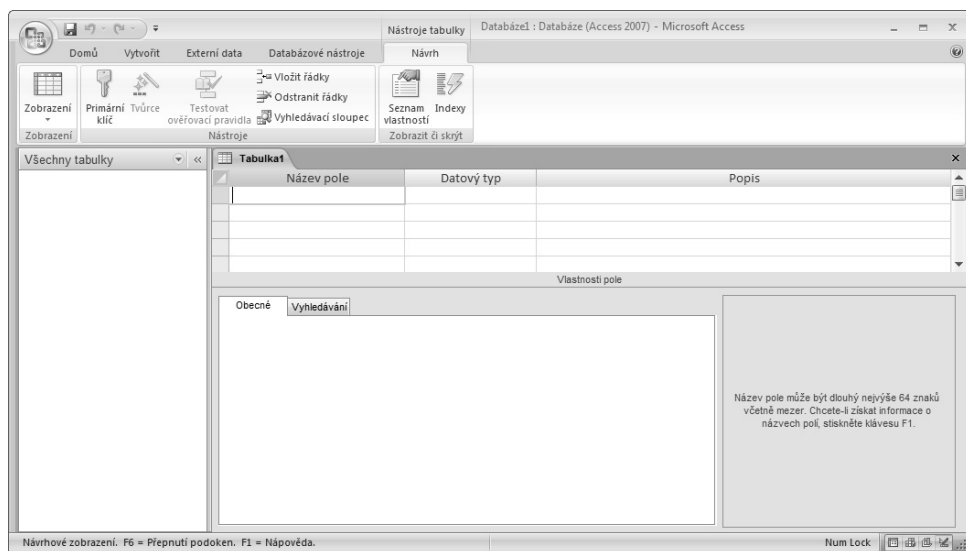 Nástroje tabulky
Databáze1 : Databáze (Access 2007) - Microsoft Access
Domů
Vytvořit
Externí data
Databázové nástroje
Návrh
Zobrazení
Primární klíč
Tvůrce
Testovat
ověřovací pravidla
Vložit řádky
Odstranit řádky
Vyhledávací sloupec
Seznam
vlastností
Indexy
Zobrazení
Nástroje
Zobrazit či skrýt
Všechny tabulky
Tabulka1
Název pole
Datový typ
Popis
Vlastnosti pole
Obecné
Vyhledávání
Název pole může být dlouhý nejvýše 64 znaků
včetně mezer. Chcete-li získat informace o
názvech polí, stiskněte klávesu F1.
Návrhové zobrazení. F6 = Přepnutí podoken. F1 = Nápověda.
Num Lock